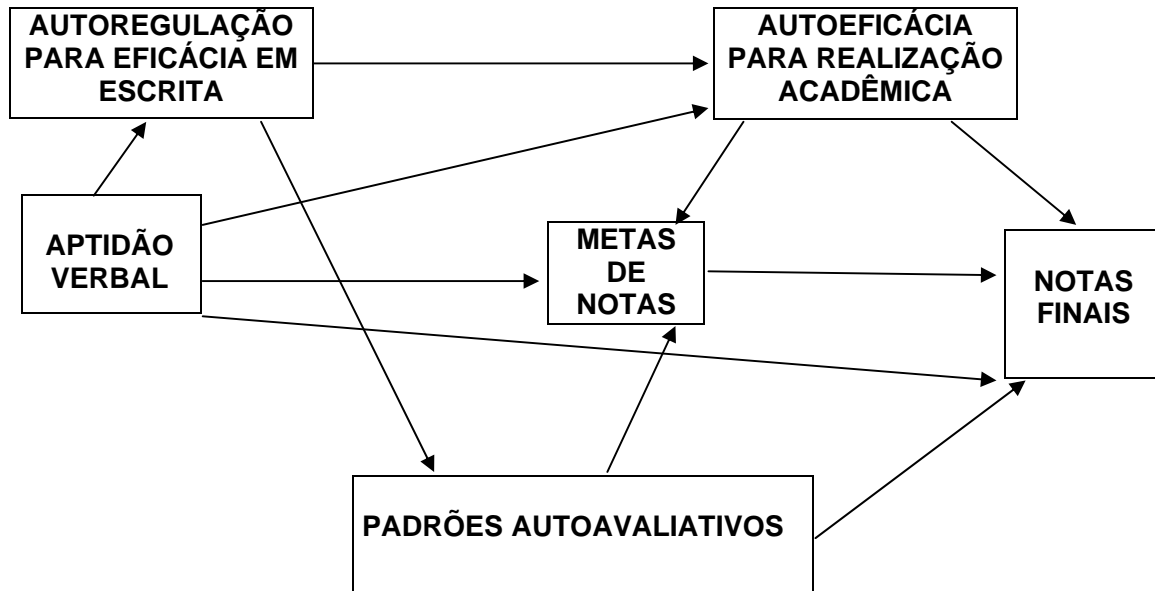 AUTOREGULAÇÃO
PARA EFICÁCIA EM
ESCRITA
AUTOEFICÁCIA
PARA REALIZAÇÃO
ACADÊMICA
APTIDÃO
VERBAL
METAS
DE
NOTAS
NOTAS
FINAIS
PADRÕES AUTOAVALIATIVOS